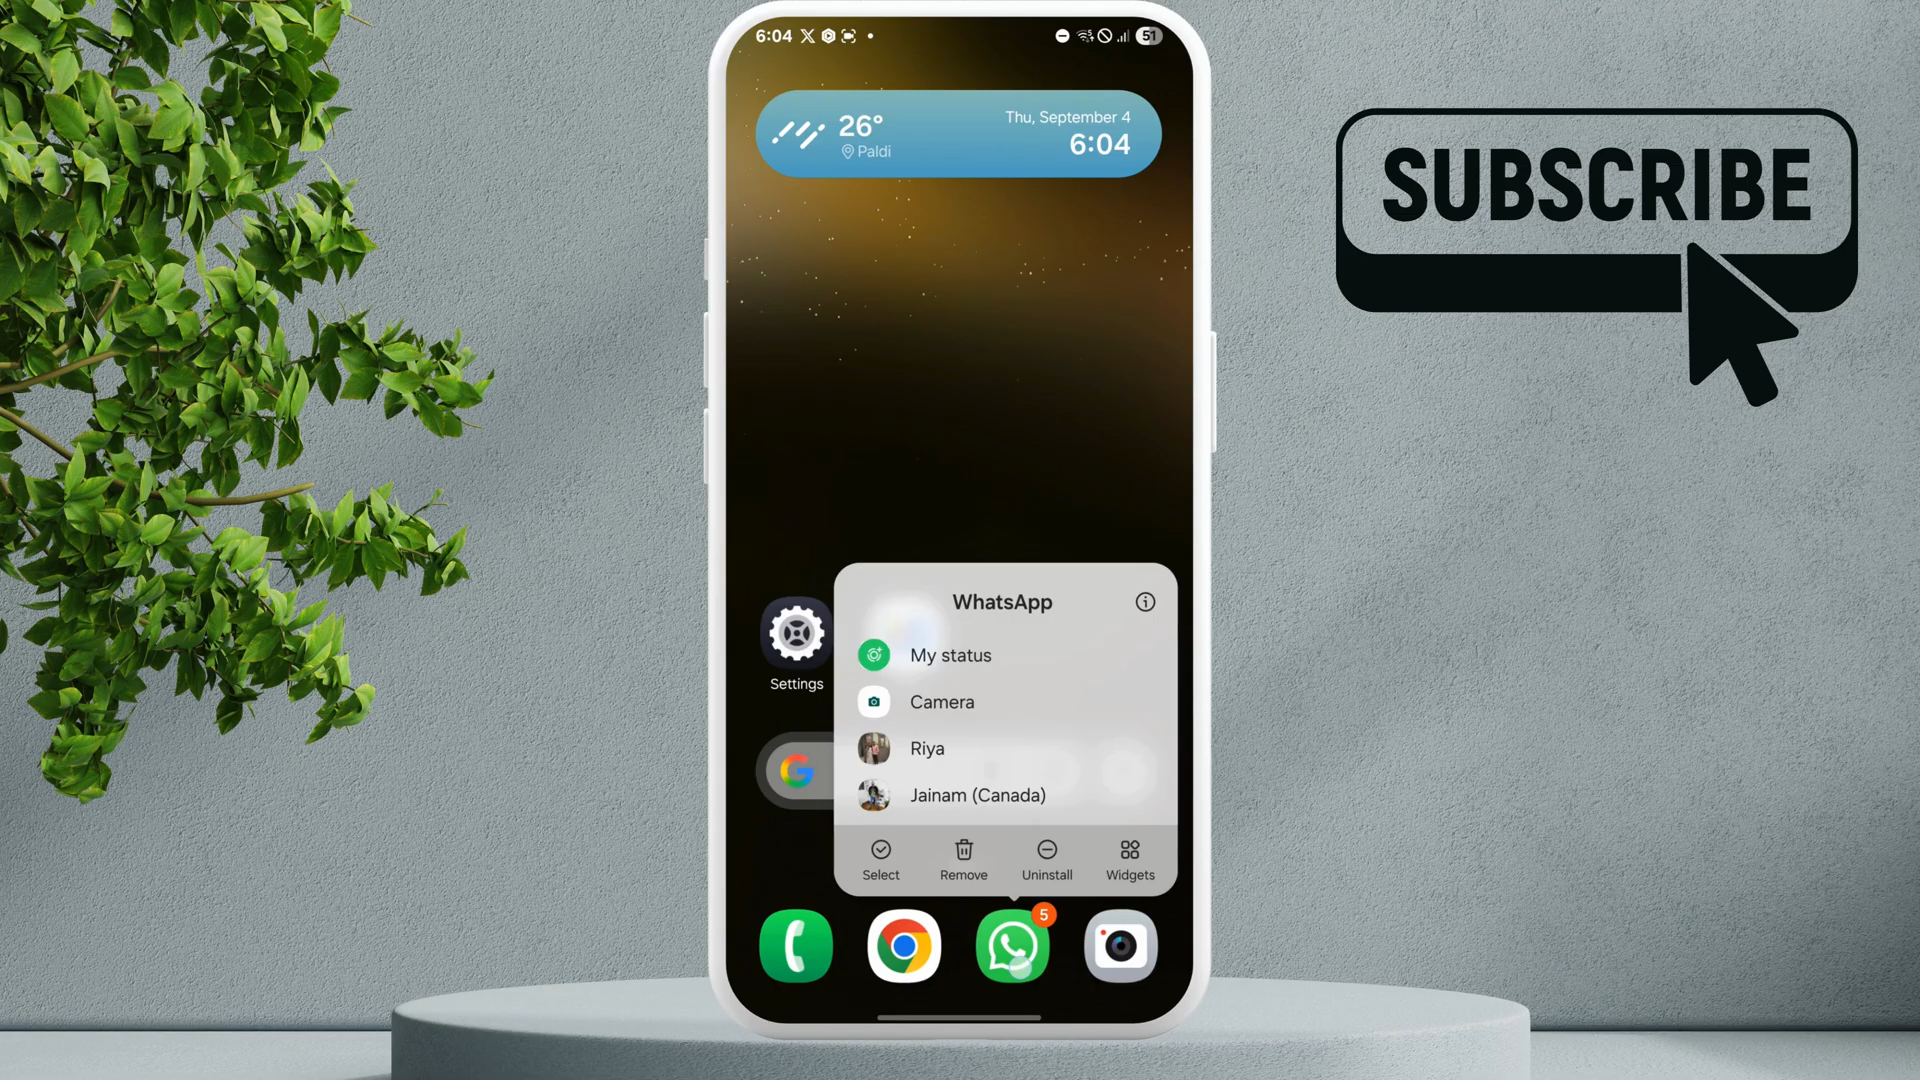 6:04
51
26°
Paldi
Thu, September 4
6:04
SUBSCRIBE
WhatsApp
My status
Settings
Camera
Riya
Jainam (Canada)
Select
Remove
Uninstall
Widgets
5